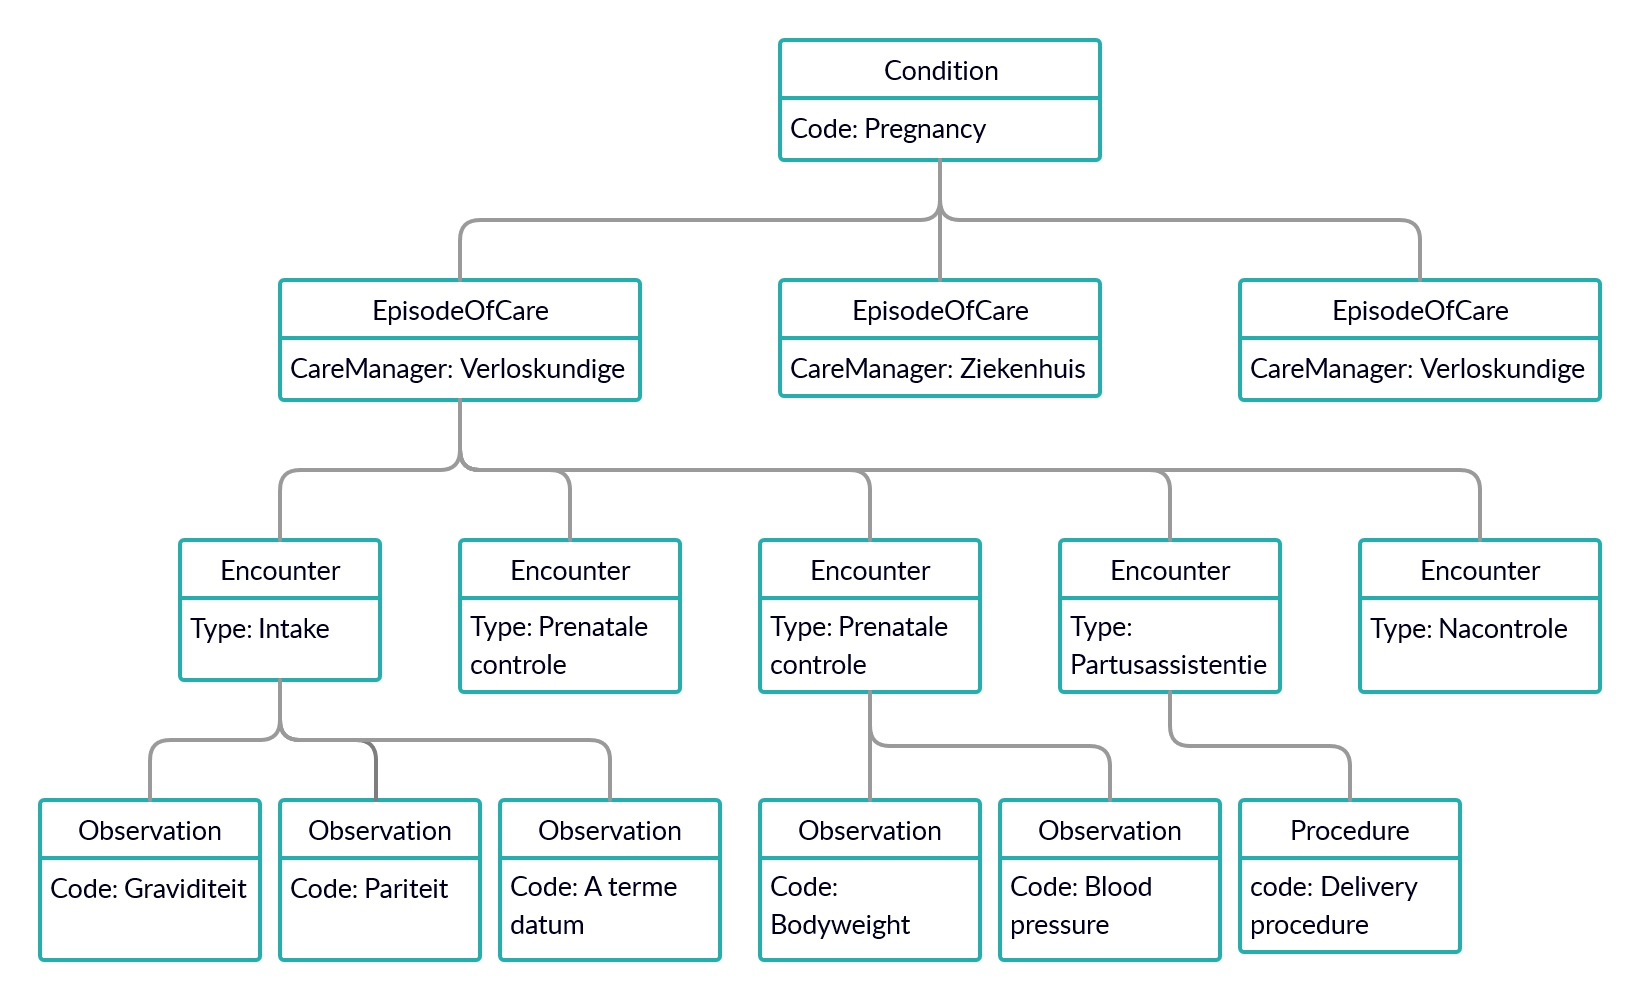 Condition
Code: Pregnancy
EpisodeOfCare
CareManager: Verloskundige
EpisodeOfCare
CareManager: Ziekenhuis
EpisodeOfCare
CareManager: Verloskundige
Encounter
Type: Intake
Encounter
Type: Prenatale
controle
Encounter
Type: Prenatale
controle
Encounter
Type:
Partusassistentie
Encounter
Type: Nacontrole
Observation
Code: Graviditeit
Observation
Code: Pariteit
Observation
Code: A terme
datum
Observation
Code:
Bodyweight
Observation
Code: Blood
pressure
Procedure
code: Delivery
procedure